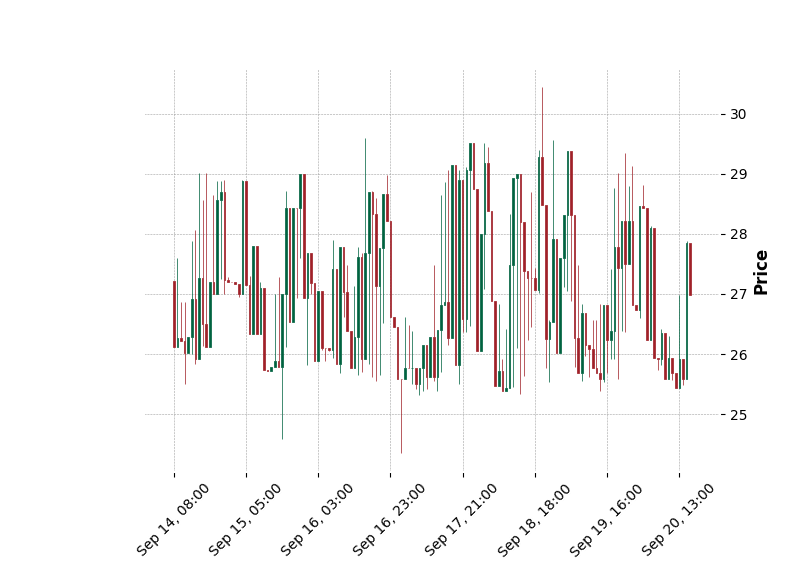 30
29
28
27
26
25
Price
Sep 14, 08:00
Sep 15, 05:00
Sep 16, 03:00
Sep 16, 23:00
Sep 17, 21:00
Sep 18, 18:00
Sep 19, 16:00
Sep 20, 13:00